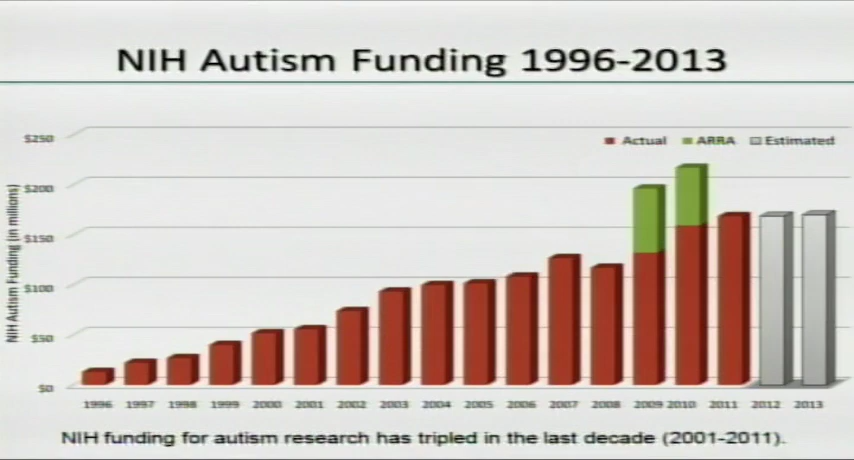 NIH Autism Funding 1996-2013
Actual ARRA Estimated
NIH Autism Funding (in millions)
$250
$200
$150
$100
$50
$0
1996 1997 1998 1999 2000 2001 2002 2003 2004 2005 2006 2007 2008 2009 2010 2011 2012 2013
NIH funding for autism research has tripled in the last decade (2001-2011).